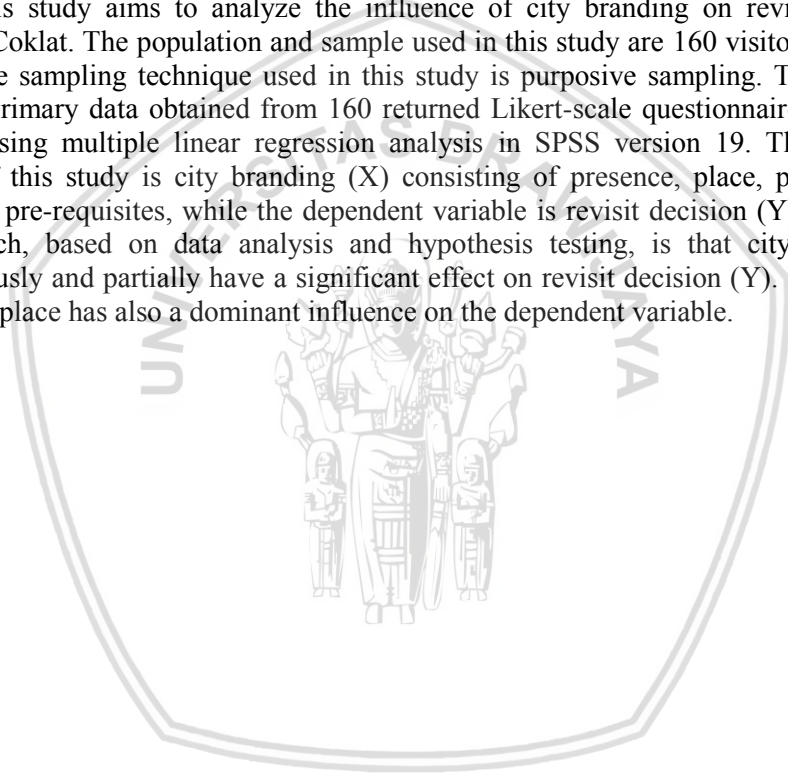 s study aims to analyze the influence of city branding on revi
Coklat. The population and sample used in this study are 160 visito
e sampling technique used in this study is purposive sampling. T
rimary data obtained from 160 returned Likert-scale questionnair
sing multiple linear regression analysis in SPSS version 19. Th
f this study is city branding (X) consisting of presence, place, p
pre-requisites, while the dependent variable is revisit decision (Y
ch, based on data analysis and hypothesis testing, is that city
usly and partially have a significant effect on revisit decision (Y).
place has also a dominant influence on the dependent variable.
UNIVERSITAS BRAWIJAYA